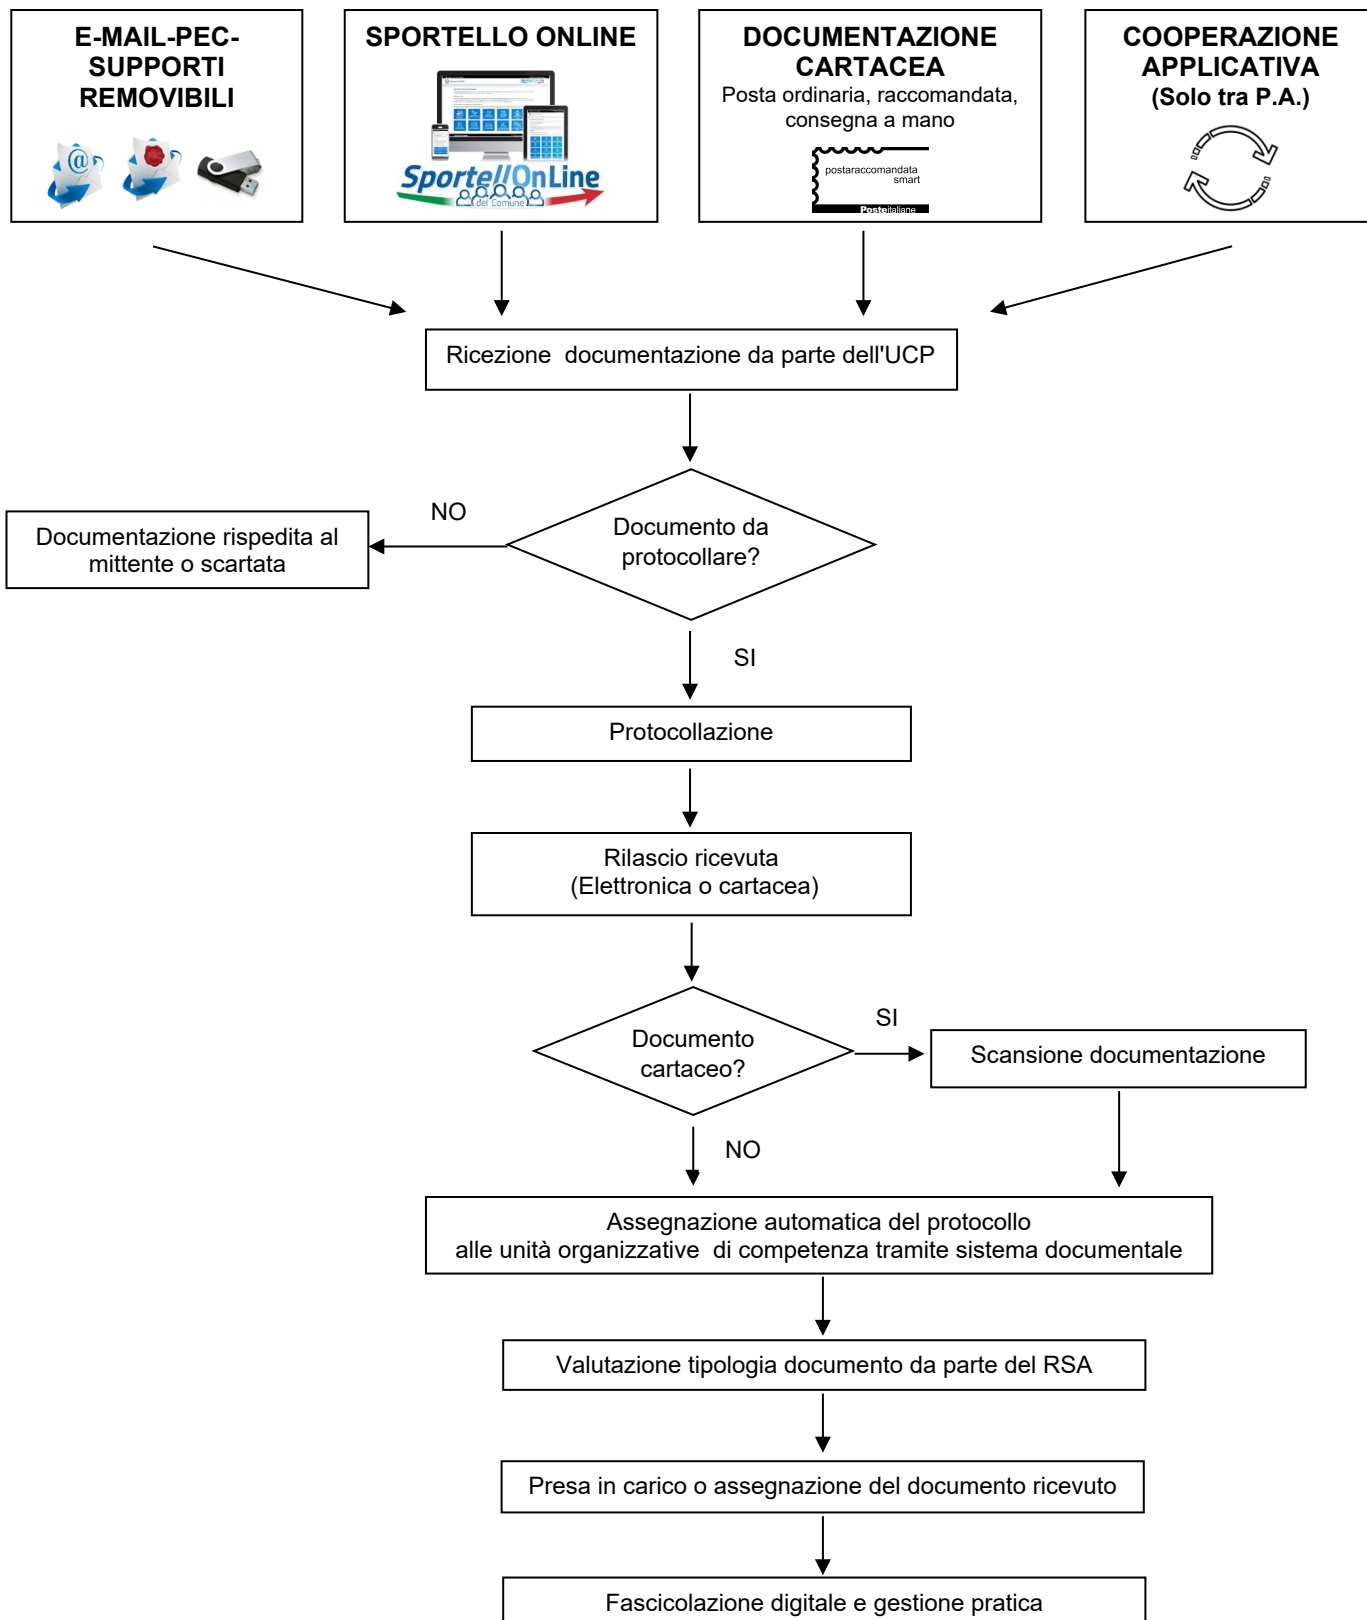 E-MAIL-PEC-
SUPPORTI
REMOVIBILI
SPORTELLO ONLINE
SportellOnLine
del Comune
DOCUMENTAZIONE
CARTACEA
Posta ordinaria, raccomandata,
consegna a mano
postaraccomandata
smart
Posteitaliane
COOPERAZIONE
APPLICATIVA
(Solo tra P.A.)
Ricezione  documentazione da parte dell'UCP
Documento da
protocollare?
NO
Documentazione rispedita al
mittente o scartata
SI
Protocollazione
Rilascio ricevuta
(Elettronica o cartacea)
Documento
cartaceo?
SI
Scansione documentazione
NO
Assegnazione automatica del protocollo
alle unità organizzative  di competenza tramite sistema documentale
Valutazione tipologia documento da parte del RSA
Presa in carico o assegnazione del documento ricevuto
Fascicolazione digitale e gestione pratica